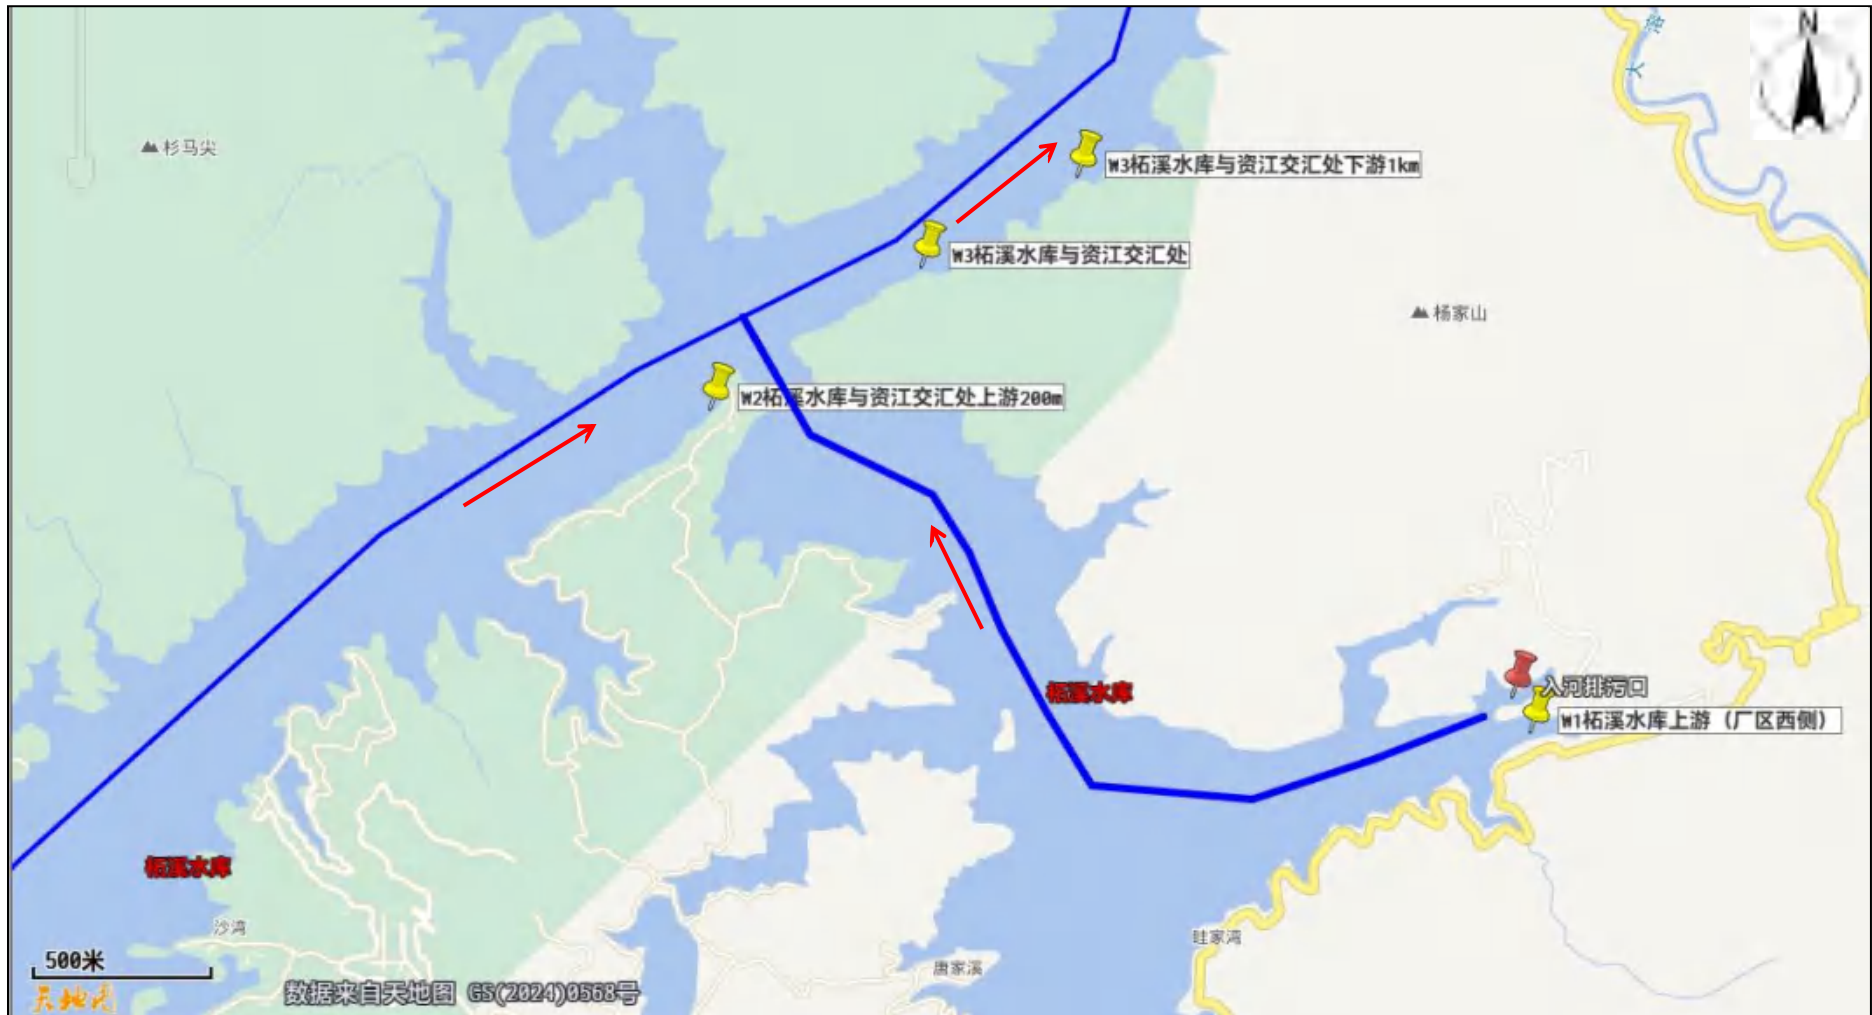 N
大溶
杉马尖
W3柘溪水库与资江交汇处下游1km
W3柘溪水库与资江交汇处
杨家山
W2柘溪水库与资江交汇处上游200m
柘溪水库
入河排污口
W1柘溪水库上游（厂区西侧）
柘溪水库
沙湾
畦家湾
唐家溪
500米
天地图
数据来自天地图 GS(2024)0568号